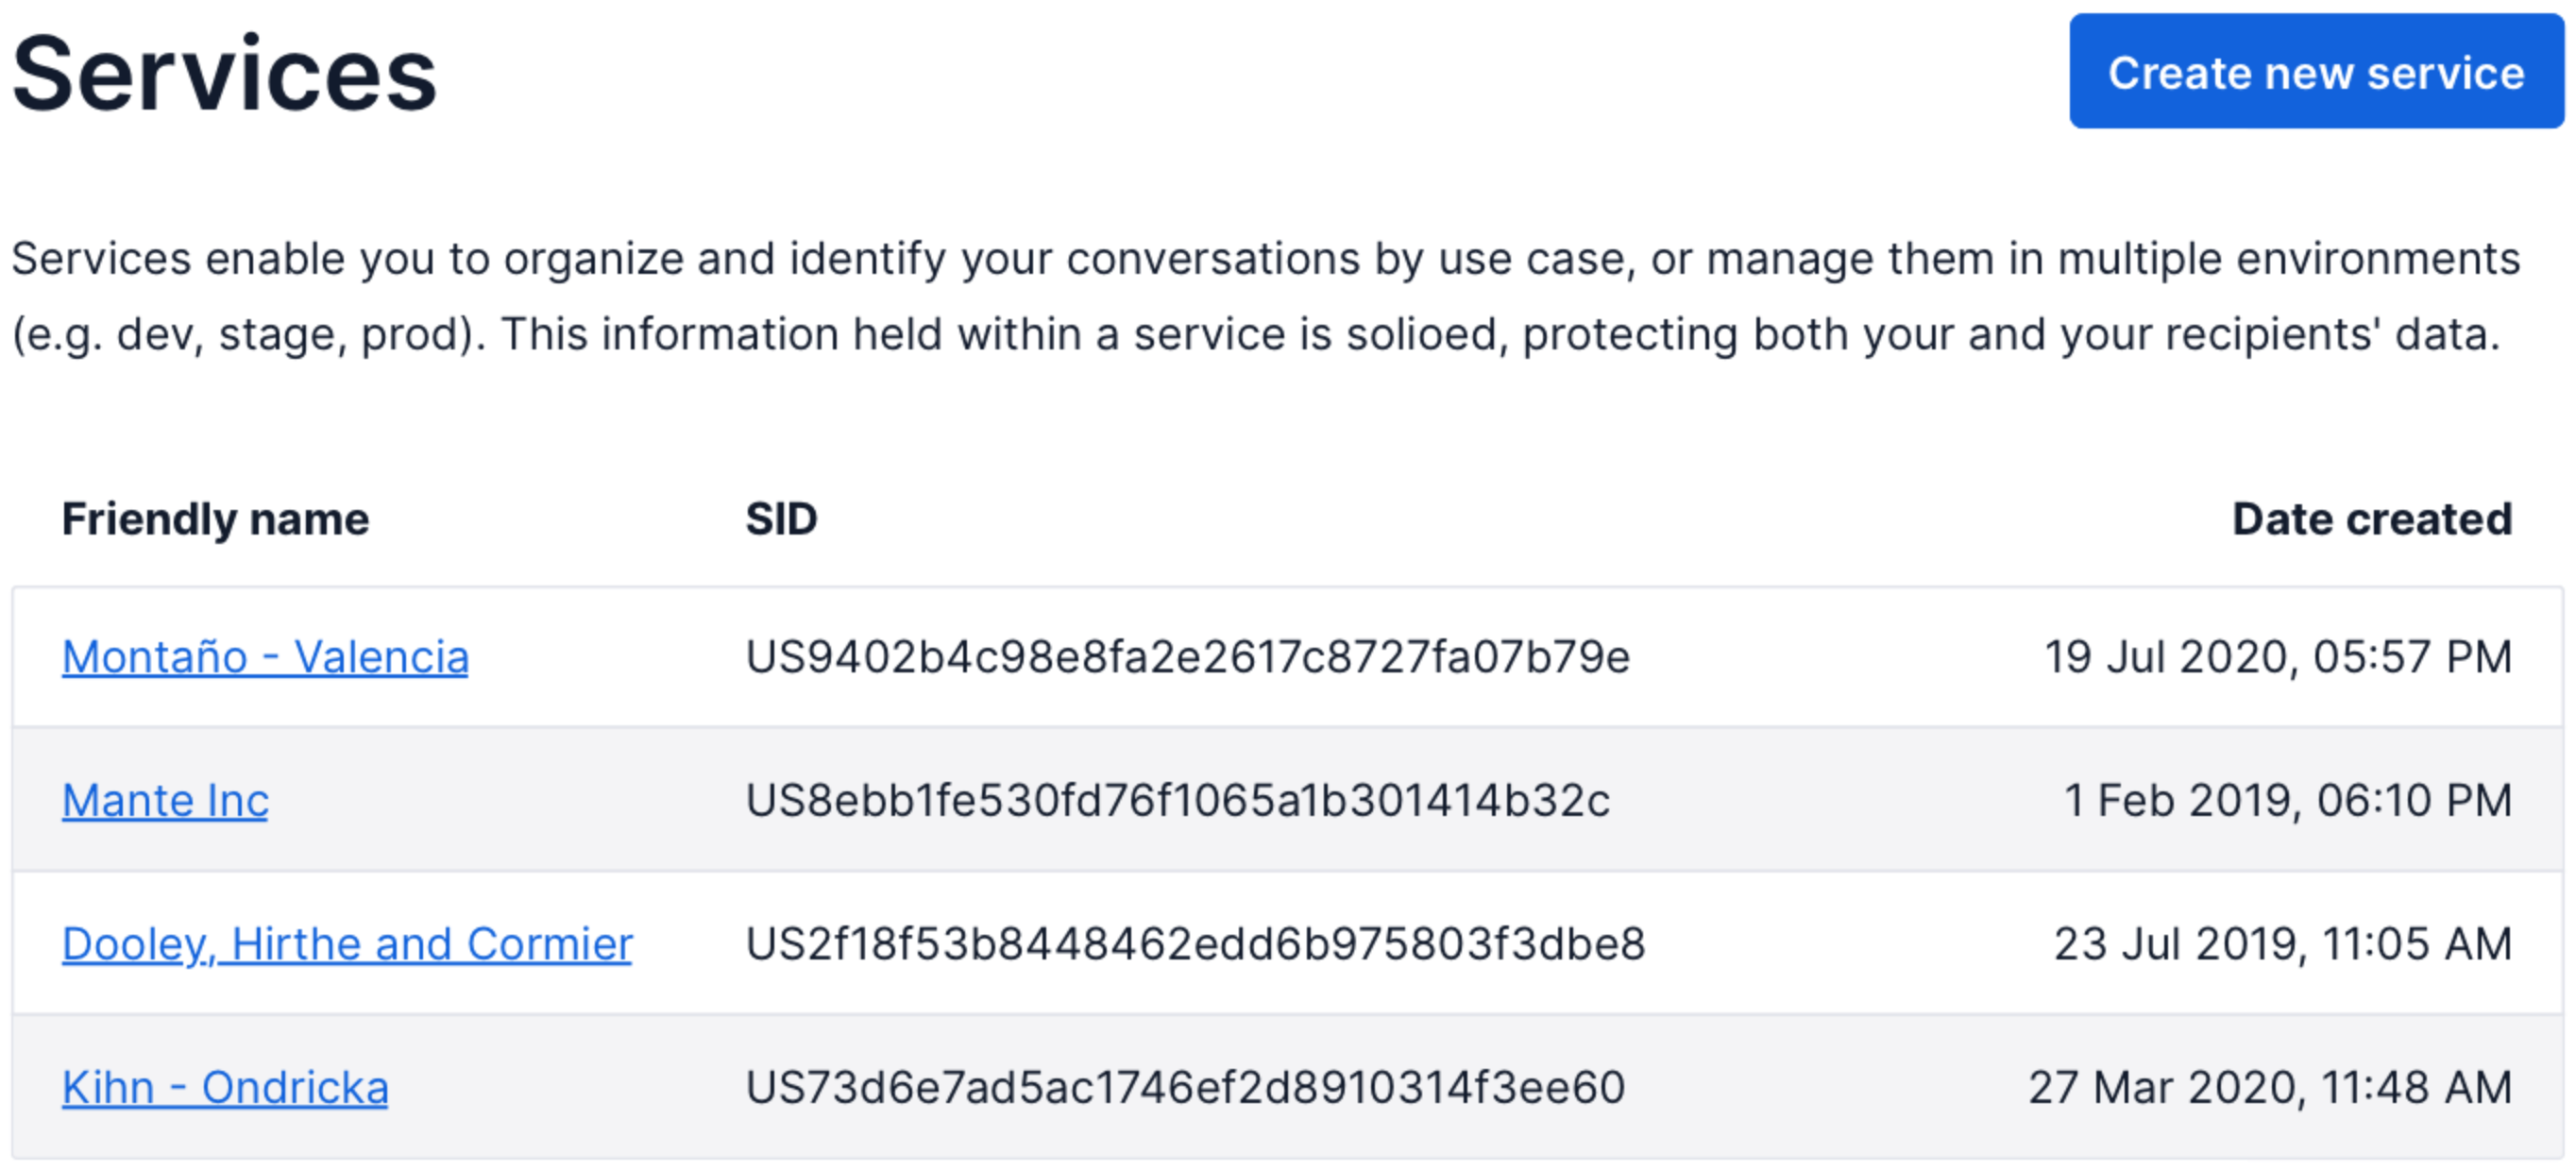 Services
Create new service
Services enable you to organize and identify your conversations by use case, or manage them in multiple environments
(e.g. dev, stage, prod). This information held within a service is solioed, protecting both your and your recipients' data.
Friendly name SID Date created
Montaño - Valencia US9402b4c98e8fa2e2617c8727fa07b79e 19 Jul 2020, 05:57 PM
Mante Inc US8ebb1fe530fd76f1065a1b301414b32c 1 Feb 2019, 06:10 PM
Dooley, Hirthe and Cormier US2f18f53b8448462edd6b975803f3dbe8 23 Jul 2019, 11:05 AM
Kihn - Ondricka US73d6e7ad5ac1746ef2d8910314f3ee60 27 Mar 2020, 11:48 AM